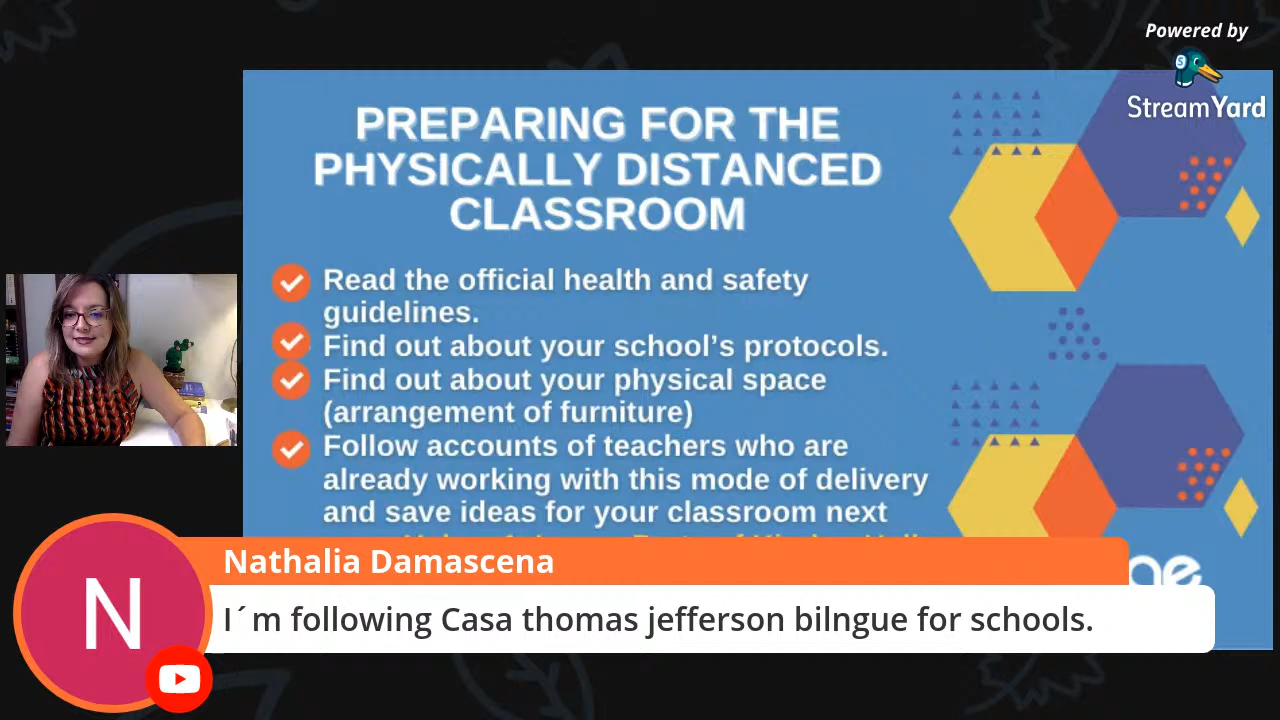 Powered by
StreamYard
PREPARING FOR THE
PHYSICALLY DISTANCED
CLASSROOM
Read the official health and safety
guidelines.
Find out about your school’s protocols.
Find out about your physical space
(arrangement of furniture)
Follow accounts of teachers who are
already working with this mode of delivery
and save ideas for your classroom next
Nathalia Damascena
I´m following Casa thomas jefferson bilngue for schools.
N